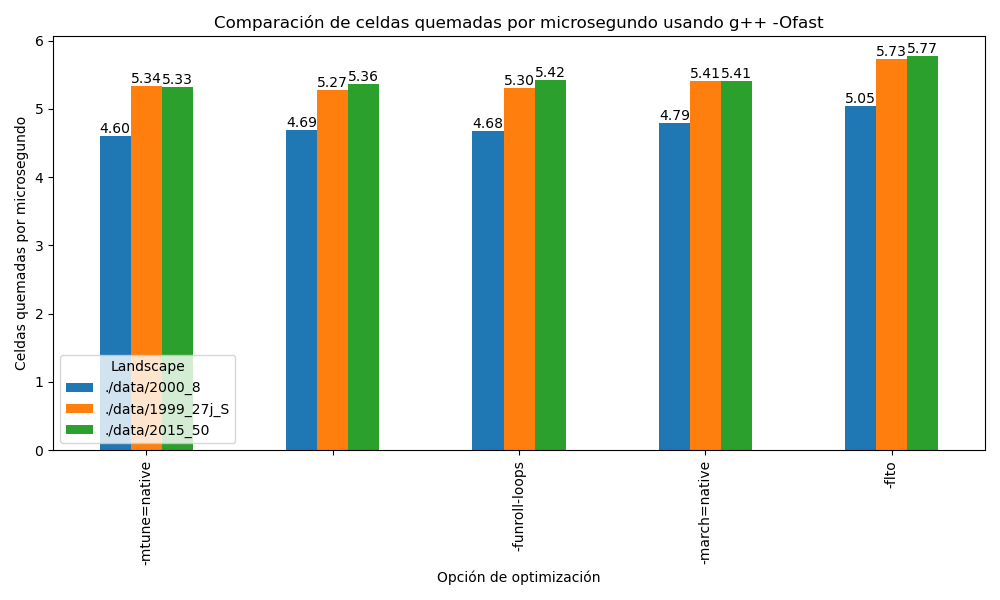 Comparación de celdas quemadas por microsegundo usando g++ -Ofast
Celdas quemadas por microsegundo
6
5
4
3
2
1
0
4.60
5.34
5.33
4.69
5.27
5.36
4.68
5.30
5.42
4.79
5.41
5.41
5.05
5.73
5.77
Landscape
./data/2000_8
./data/1999_27j_S
./data/2015_50
-mtune=native
-funroll-loops
-march=native
-flto
Opción de optimización